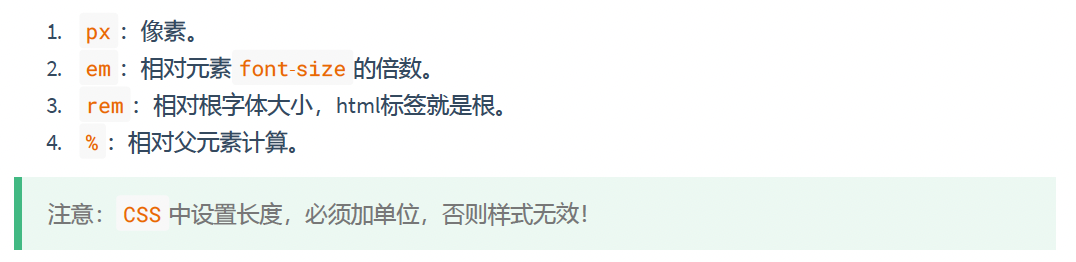 1. px：像素。
2. em：相对元素 font-size 的倍数。
3. rem：相对根字体大小，html标签就是根。
4. %：相对父元素计算。
注意：CSS 中设置长度，必须加单位，否则样式无效！